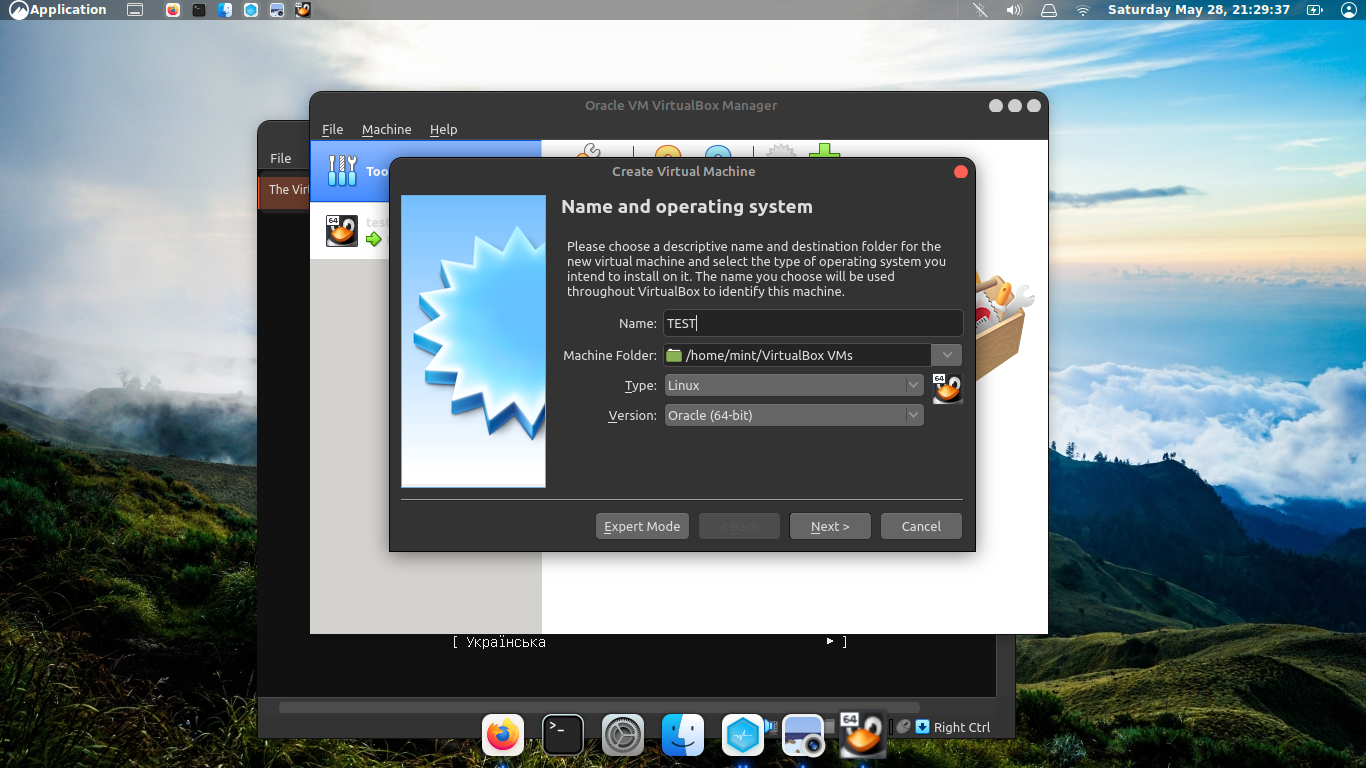 Application
Saturday May 28, 21:29:37
Oracle VM VirtualBox Manager
File Machine Help
File
Too
The Vir
64
test
Create Virtual Machine
Name and operating system
Please choose a descriptive name and destination folder for the
new virtual machine and select the type of operating system you
intend to install on it. The name you choose will be used
throughout VirtualBox to identify this machine.
Name: TEST
Machine Folder: /home/mint/VirtualBox VMs
Type: Linux
64
Version: Oracle (64-bit)
Expert Mode < Back Next > Cancel
[ Українська ► ]
>_
64
Right Ctrl